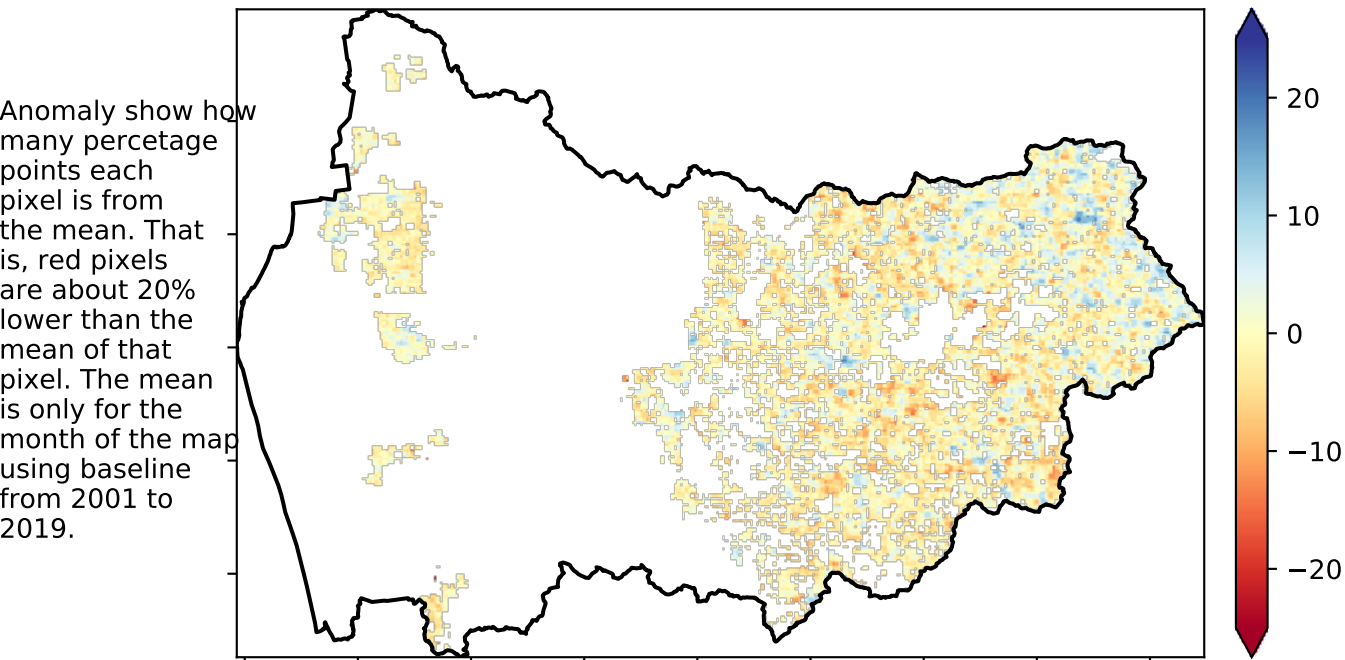 Anomaly show how
many percetage
points each
pixel is from
the mean. That
is, red pixels
are about 20%
lower than the
mean of that
pixel. The mean
is only for the
month of the map
using baseline
from 2001 to
2019.
20
10
0
−10
−20